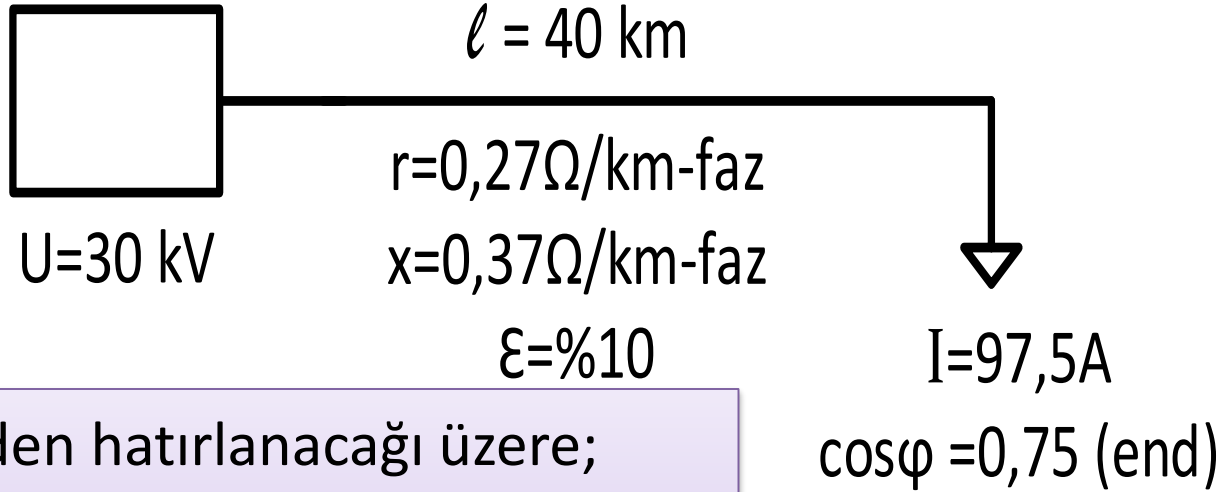 ℓ = 40 km
r=0,27Ω/km-faz
U=30 kV
x=0,37Ω/km-faz
Ɛ=%10
I=97,5A
hatırlanacağı üzere;
cosφ =0,75 (end)